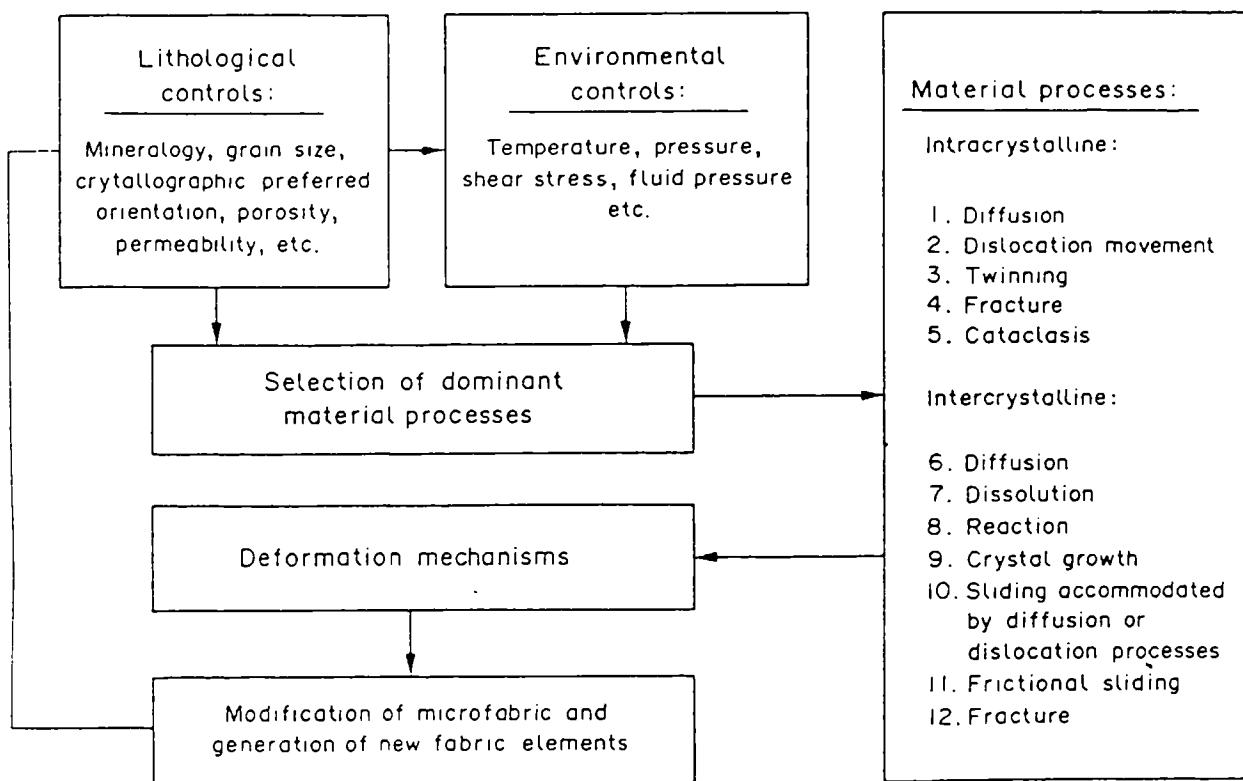 Lithological
controls:
Mineralogy, grain size,
crytallographic preferred
orientation, porosity,
permeability, etc.
Environmental
controls:
Temperature, pressure,
shear stress, fluid pressure
etc.
Selection of dominant
material processes
Deformation mechanisms
Modification of microfabric and
generation of new fabric elements
Material processes:
Intracrystalline:
1. Diffusion
2. Dislocation movement
3. Twinning
4. Fracture
5. Cataclasis
Intercrystalline:
6. Diffusion
7. Dissolution
8. Reaction
9. Crystal growth
10. Sliding accommodated
by diffusion or
dislocation processes
11. Frictional sliding
12. Fracture